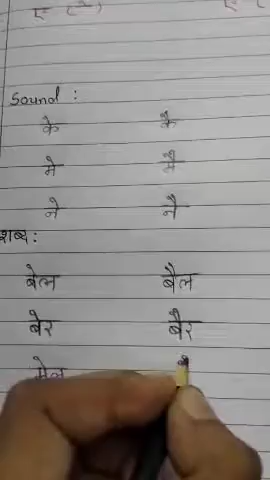 ए (े)
Sound :
के कै
मे मै
ने नै
शब्द :
बेल बैल
बेर बैर
मेल